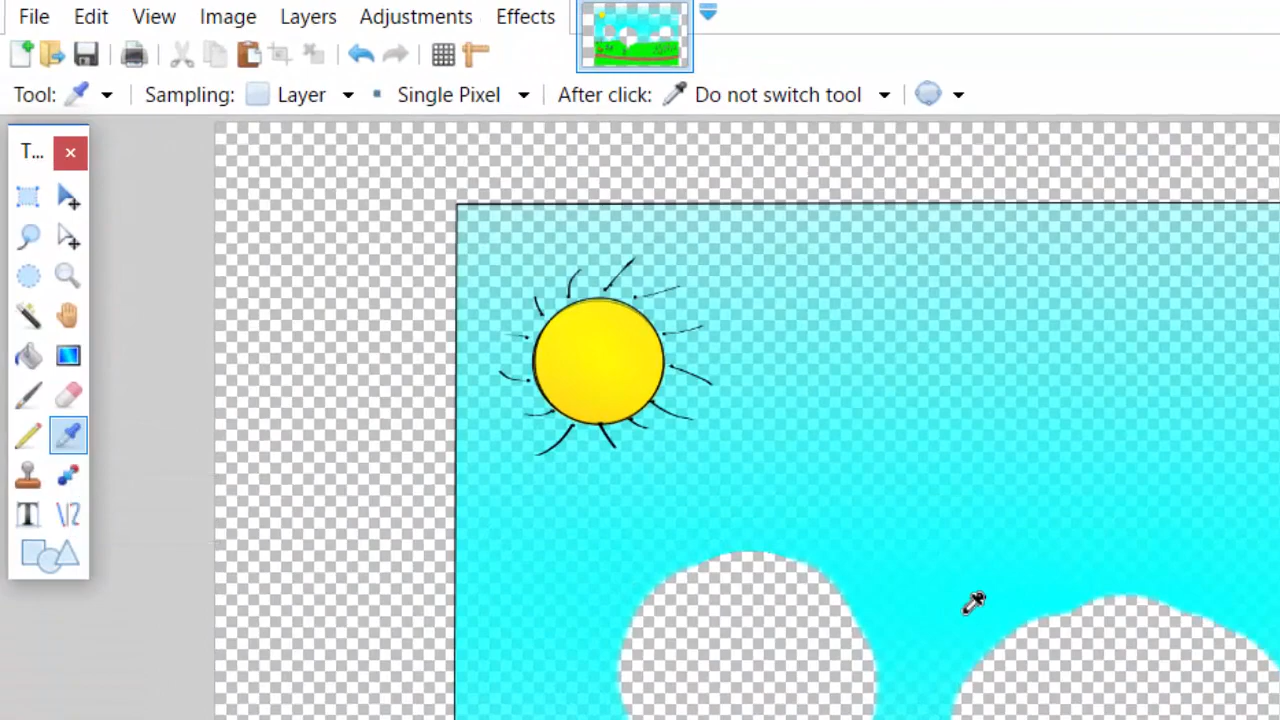 File Edit View Image Layers Adjustments Effects
Tool: Sampling: Layer Single Pixel After click: Do not switch tool
T...